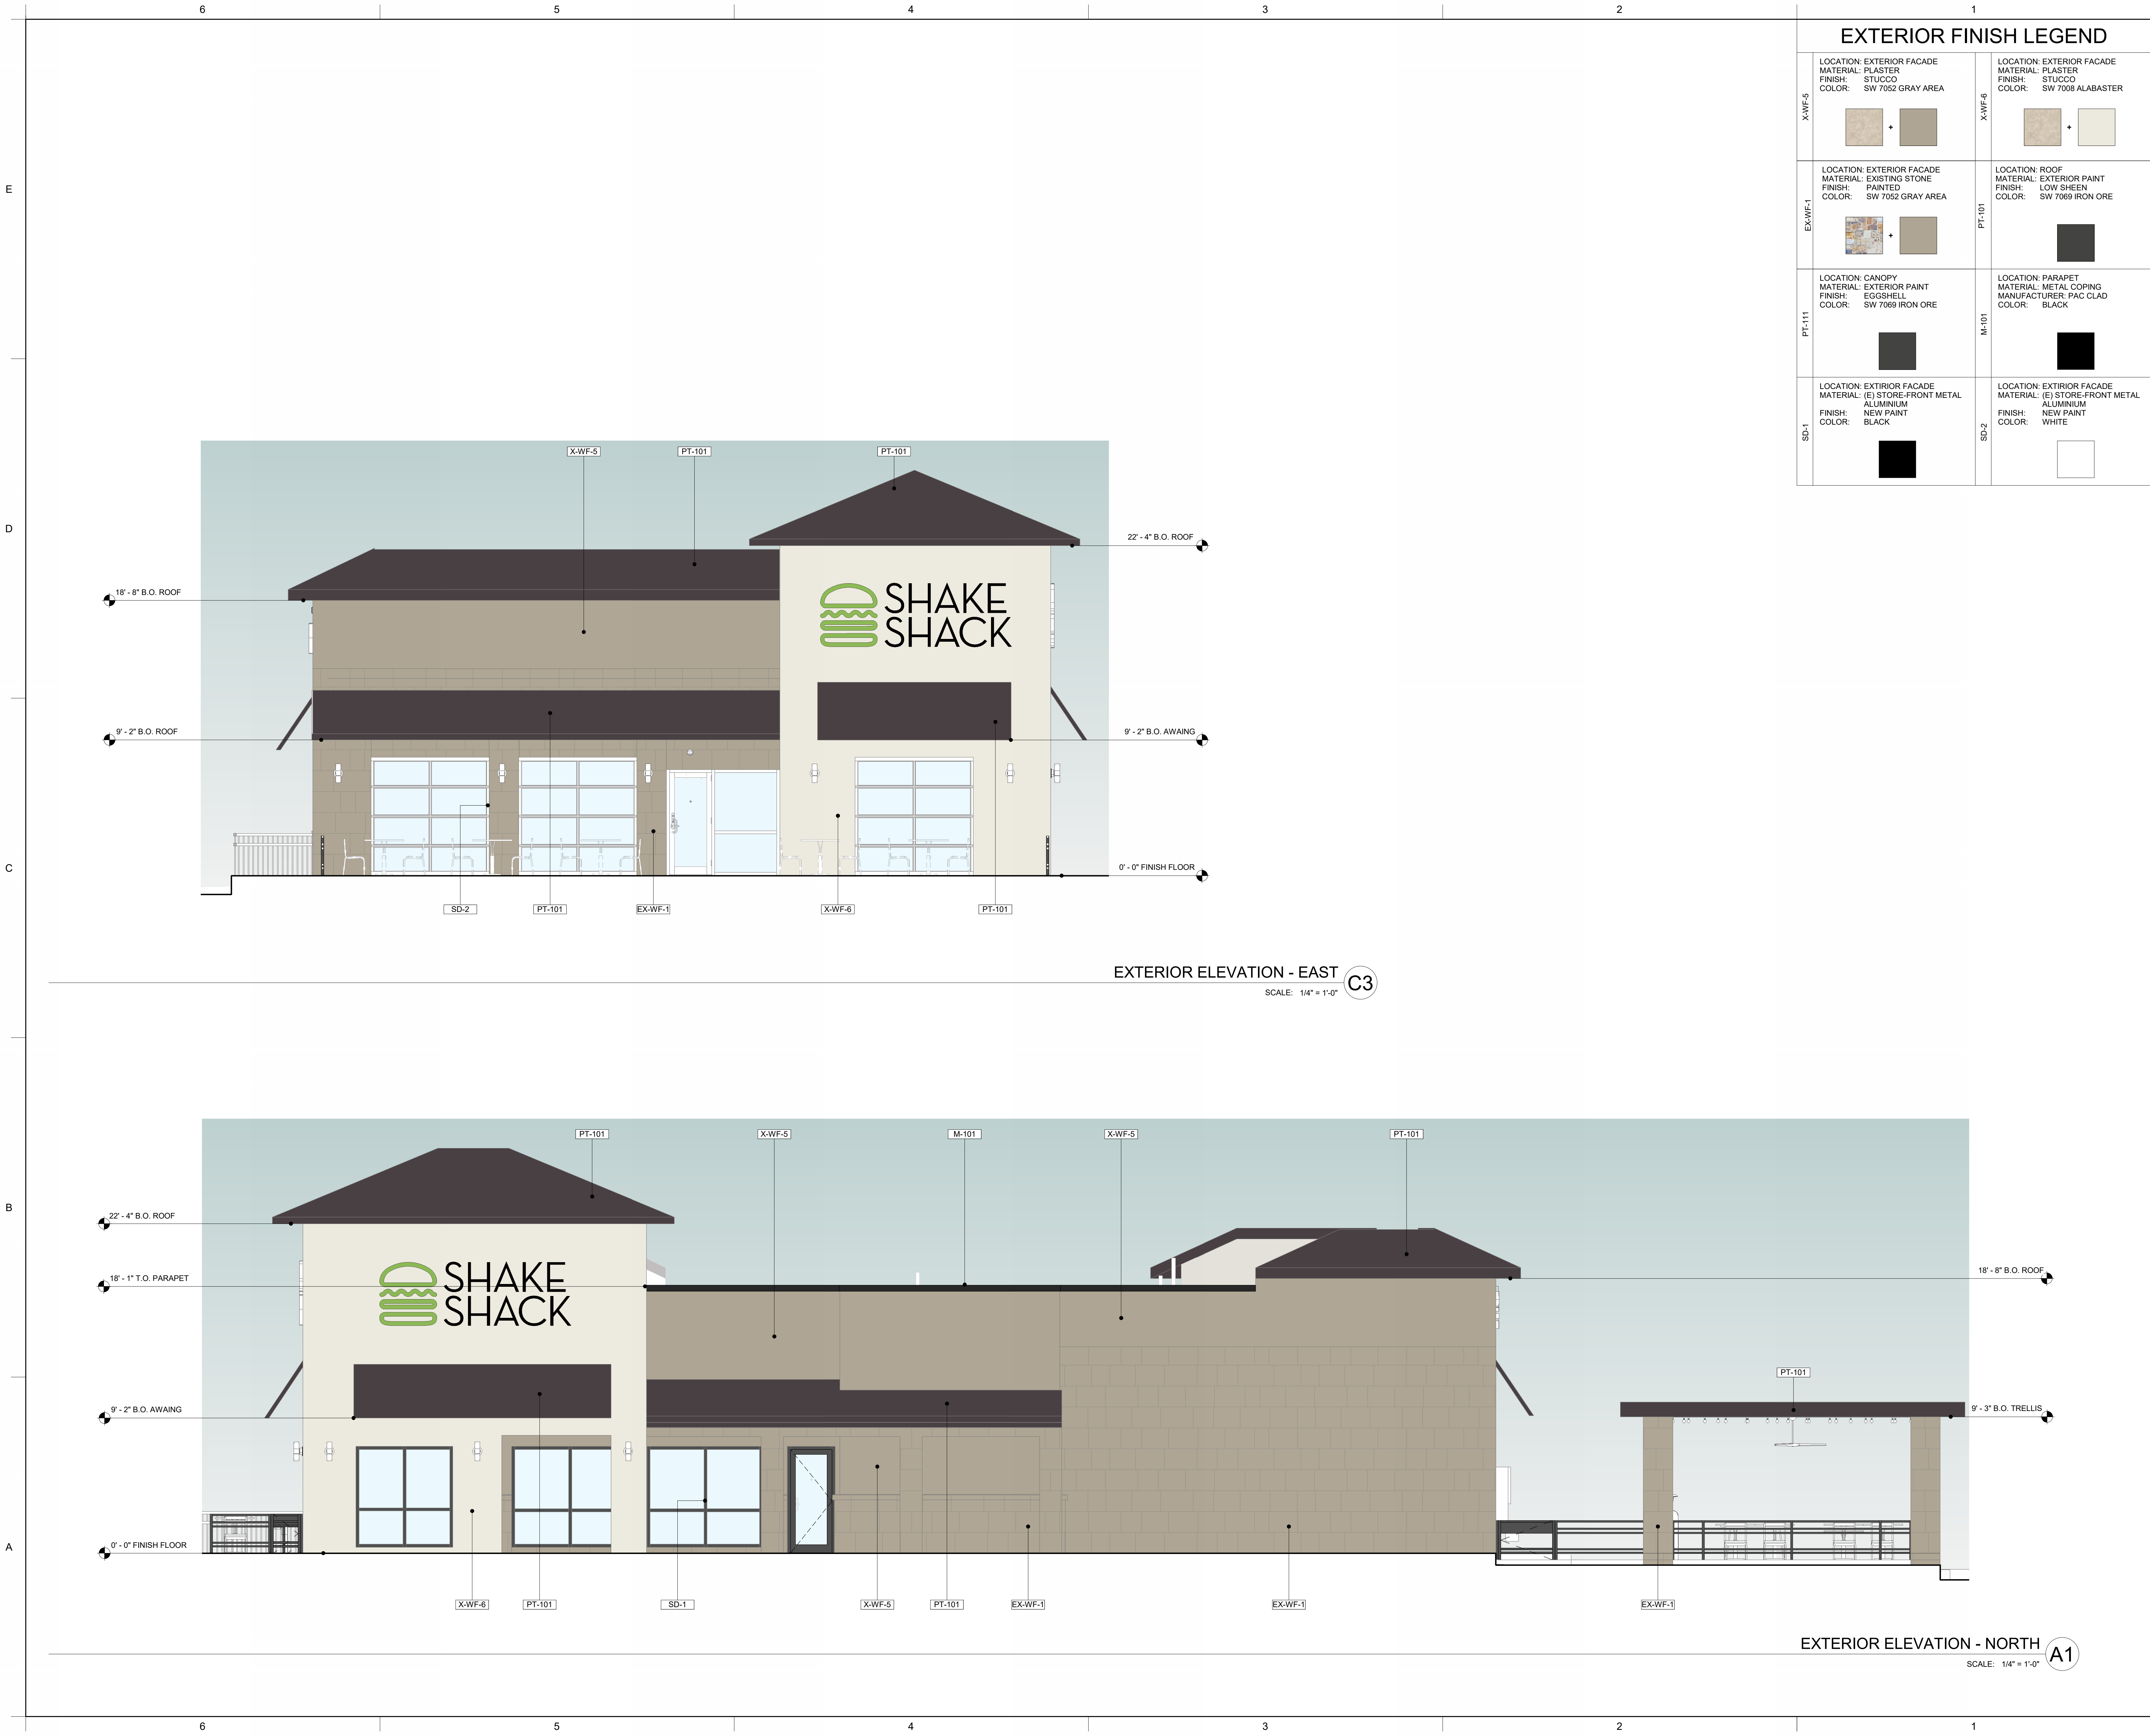 6 5 4 3 2 1
EXTERIOR FINISH LEGEND
X-WF-5
LOCATION: EXTERIOR FACADE
MATERIAL: PLASTER
FINISH: STUCCO
COLOR: SW 7052 GRAY AREA
+
X-WF-6
LOCATION: EXTERIOR FACADE
MATERIAL: PLASTER
FINISH: STUCCO
COLOR: SW 7008 ALABASTER
+
EX-WF-1
LOCATION: EXTERIOR FACADE
MATERIAL: EXISTING STONE
FINISH: PAINTED
COLOR: SW 7052 GRAY AREA
+
PT-101
LOCATION: ROOF
MATERIAL: EXTERIOR PAINT
FINISH: LOW SHEEN
COLOR: SW 7069 IRON ORE
PT-111
LOCATION: CANOPY
MATERIAL: EXTERIOR PAINT
FINISH: EGGSHELL
COLOR: SW 7069 IRON ORE
M-101
LOCATION: PARAPET
MATERIAL: METAL COPING
MANUFACTURER: PAC CLAD
COLOR: BLACK
SD-1
LOCATION: EXTIRIOR FACADE
MATERIAL: (E) STORE-FRONT METAL
ALUMINIUM
FINISH: NEW PAINT
COLOR: BLACK
SD-2
LOCATION: EXTIRIOR FACADE
MATERIAL: (E) STORE-FRONT METAL
ALUMINIUM
FINISH: NEW PAINT
COLOR: WHITE
E
D
C
B
A
X-WF-5 PT-101 PT-101
22' - 4" B.O. ROOF
18' - 8" B.O. ROOF
SHAKE
SHACK
9' - 2" B.O. ROOF
9' - 2" B.O. AWAING
0' - 0" FINISH FLOOR
SD-2 PT-101 EX-WF-1 X-WF-6 PT-101
EXTERIOR ELEVATION - EAST C3
SCALE: 1/4" = 1'-0"
PT-101 X-WF-5 M-101 X-WF-5 PT-101
22' - 4" B.O. ROOF
18' - 1" T.O. PARAPET
18' - 8" B.O. ROOF
SHAKE
SHACK
PT-101
9' - 2" B.O. AWAING
9' - 3" B.O. TRELLIS
0' - 0" FINISH FLOOR
X-WF-6 PT-101 SD-1 X-WF-5 PT-101 EX-WF-1 EX-WF-1 EX-WF-1
EXTERIOR ELEVATION - NORTH A1
SCALE: 1/4" = 1'-0"
6 5 4 3 2 1